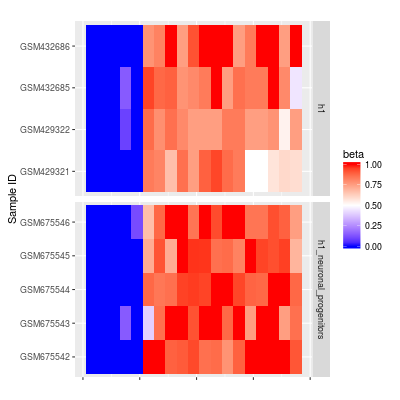 GSM432686
GSM432685
GSM429322
GSM429321
h1
GSM675546
GSM675545
GSM675544
GSM675543
GSM675542
h1_neuronal_progenitors
Sample ID
beta
1.00
0.75
0.50
0.25
0.00